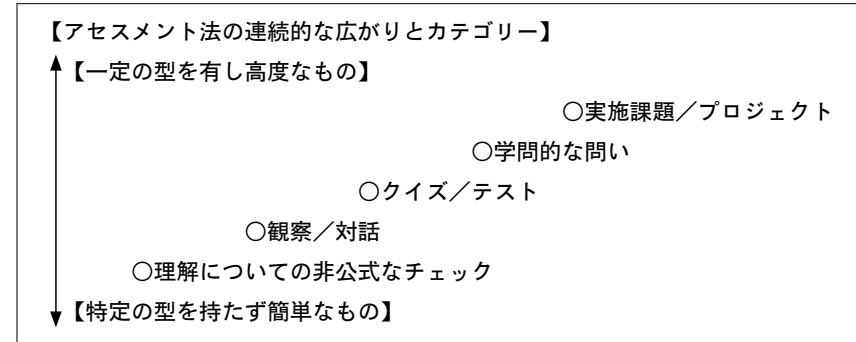 【アセスメント法の連続的な広がりとカテゴリー】
【一定の型を有し高度なもの】
○実施課題／プロジェクト
○学問的な問い
○クイズ／テスト
○観察／対話
○理解についての非公式なチェック
【特定の型を持たず簡単なもの】